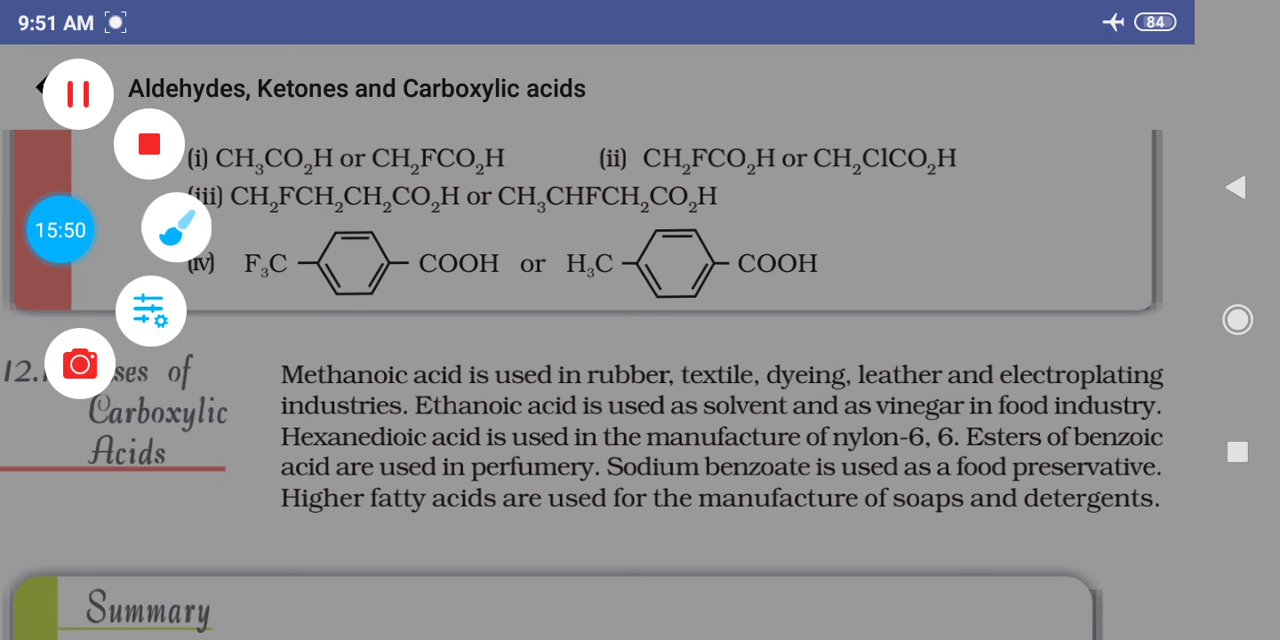 9:51 AM 84
Aldehydes, Ketones and Carboxylic acids
(i) CH₃CO₂H or CH₂FCO₂H (ii) CH₂FCO₂H or CH₂ClCO₂H
(iii) CH₂FCH₂CH₂CO₂H or CH₃CHFCH₂CO₂H
15:50
(iv) F₃C COOH or H₃C COOH
12. of
Carboxylic
Acids
Methanoic acid is used in rubber, textile, dyeing, leather and electroplating
industries. Ethanoic acid is used as solvent and as vinegar in food industry.
Hexanedioic acid is used in the manufacture of nylon-6, 6. Esters of benzoic
acid are used in perfumery. Sodium benzoate is used as a food preservative.
Higher fatty acids are used for the manufacture of soaps and detergents.
Summary